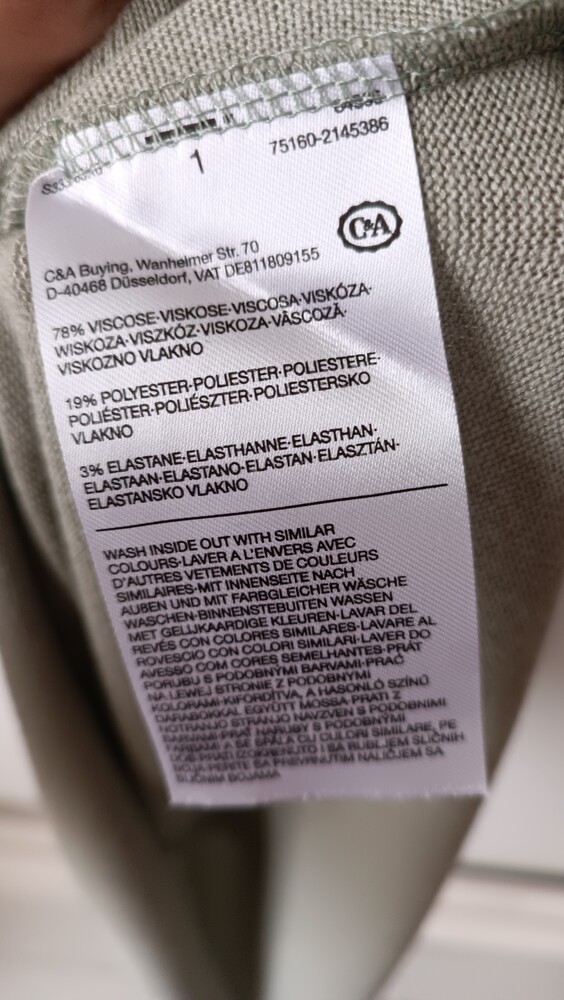 1
75160-2145386
C&A
C&A Buying, Wanheimer Str. 70
D-40468 Düsseldorf, VAT DE811809155
78% VISCOSE·VISKOSE·VISCOSA·VISKÓZA·
WISKOZA·VISZKÓZ·VISKOZA·VÂSCOZĂ·
VISKOZNO VLAKNO
19% POLYESTER·POLIESTER·POLIESTERE·
POLIÉSTER·POLIÉSZTER·POLIESTERSKO
VLAKNO
3% ELASTANE·ELASTHANNE·ELASTHAN·
ELASTAAN·ELASTANO·ELASTAN·ELASZTÁN·
ELASTANSKO VLAKNO
WASH INSIDE OUT WITH SIMILAR
COLOURS·LAVER A L'ENVERS AVEC
D'AUTRES VETEMENTS DE COULEURS
SIMILAIRES·MIT INNENSEITE NACH
AUßEN UND MIT FARBGLEICHER WÄSCHE
WASCHEN·BINNENSTEBUITEN WASSEN
MET GELIJKAARDIGE KLEUREN·LAVAR DEL
REVÉS CON COLORES SIMILARES·LAVARE AL
ROVESCIO CON COLORI SIMILARI·LAVER DO
AVESSO COM CORES SEMELHANTES·PRÁT
PORUBU S PODOBNÝMI BARVAMI·PRAĆ
NA LEWEJ STRONIE Z PODOBNYMI
KOLORAMI·KIFORDÍTVA, A HASONLÓ SZÍNŰ
DARABOKKAL EGYÜTT MOSSA·PRATI Z
NOTRANJO STRANJO NAVZVEN S PODOBNIMI
BARVAMI·PRAŤ NARUBY S PODOBNÝMI
FARBAMI·A SE SPĂLA CU CULORI SIMILARE, PE
DOS·PRATI IZOKRENUTO I SA RUBLJEM SLIČNIH
BOJA·PERITE SA PREVRNUTIM NALIČJEM SA
SLIČNIM BOJAMA